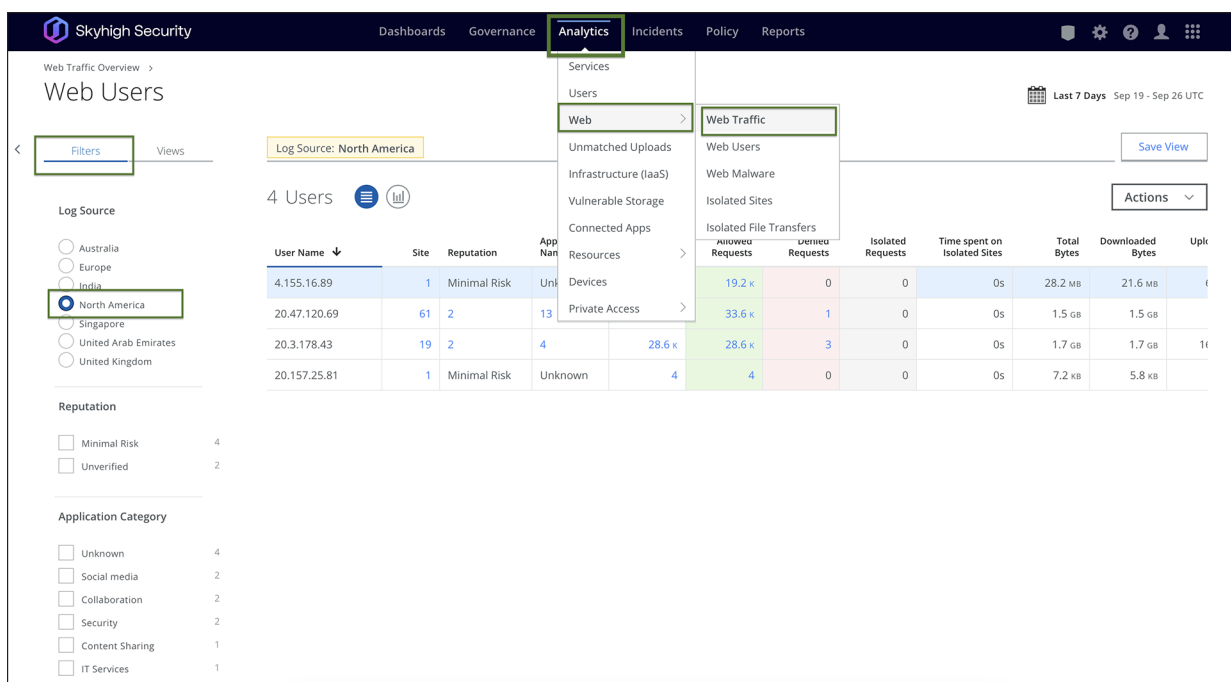 Skyhigh Security
Dashboards Governance Analytics Incidents Policy Reports
Web Traffic Overview >
Web Users
Last 7 Days Sep 19 - Sep 26 UTC
Services
Users
Web
Unmatched Uploads
Infrastructure (IaaS)
Vulnerable Storage
Connected Apps
Resources
Devices
Private Access
Web Traffic
Web Users
Web Malware
Isolated Sites
Isolated File Transfers
Filters Views
Log Source: North America
Save View
4 Users
Actions
Log Source
Australia
Europe
India
North America
Singapore
United Arab Emirates
United Kingdom
Reputation
Minimal Risk 4
Unverified 2
Application Category
Unknown 4
Social media 2
Collaboration 2
Security 2
Content Sharing 1
IT Services 1
User Name Site Reputation Allowed Requests Denied Requests Isolated Requests Time spent on Isolated Sites Total Bytes Downloaded Bytes
4.155.16.89 1 Minimal Risk 19.2 K 0 0 0s 28.2 MB 21.6 MB
20.47.120.69 61 2 13 33.6 K 1 0 0s 1.5 GB 1.5 GB
20.3.178.43 19 2 4 28.6 K 28.6 K 3 0 0s 1.7 GB 1.7 GB
20.157.25.81 1 Minimal Risk Unknown 4 4 0 0 0s 7.2 KB 5.8 KB